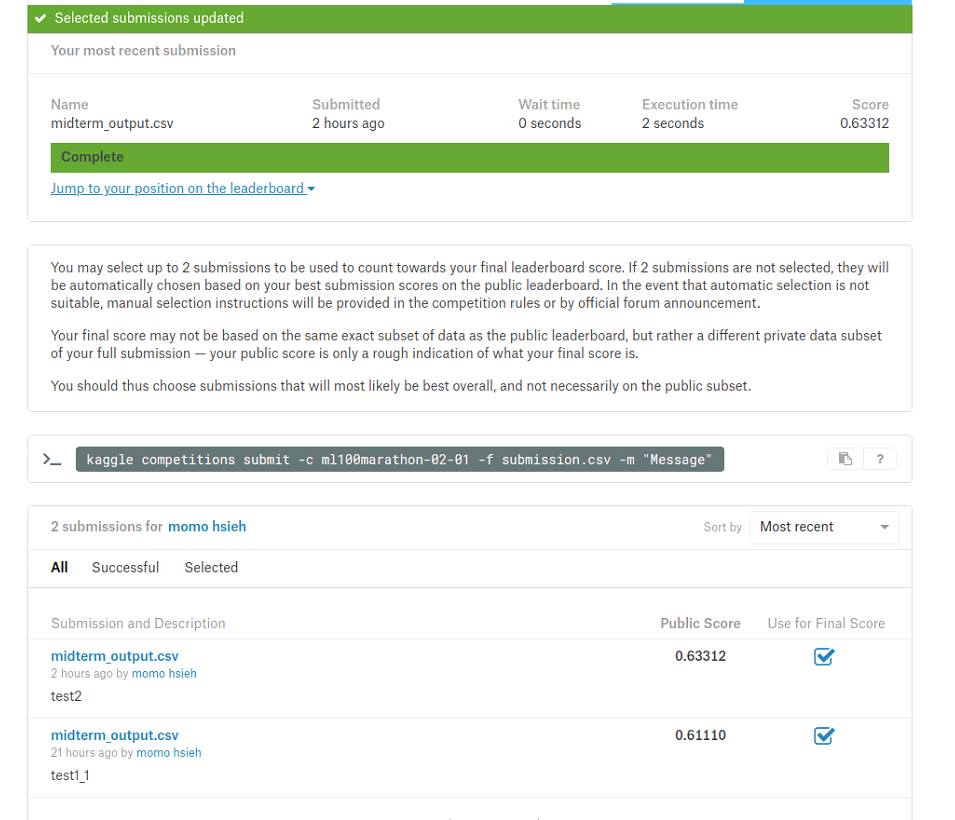 Selected submissions updated
Your most recent submission
Name Submitted Wait time Execution time Score
midterm_output.csv 2 hours ago 0 seconds 2 seconds 0.63312
Complete
Jump to your position on the leaderboard
You may select up to 2 submissions to be used to count towards your final leaderboard score. If 2 submissions are not selected, they will
be automatically chosen based on your best submission scores on the public leaderboard. In the event that automatic selection is not
suitable, manual selection instructions will be provided in the competition rules or by official forum announcement.
Your final score may not be based on the same exact subset of data as the public leaderboard, but rather a different private data subset
of your full submission — your public score is only a rough indication of what your final score is.
You should thus choose submissions that will most likely be best overall, and not necessarily on the public subset.
>_ kaggle competitions submit -c ml100marathon-02-01 -f submission.csv -m "Message" ?
2 submissions for momo hsieh Sort by Most recent
All Successful Selected
Submission and Description Public Score Use for Final Score
midterm_output.csv 0.63312
2 hours ago by momo hsieh
test2
midterm_output.csv 0.61110
21 hours ago by momo hsieh
test1_1